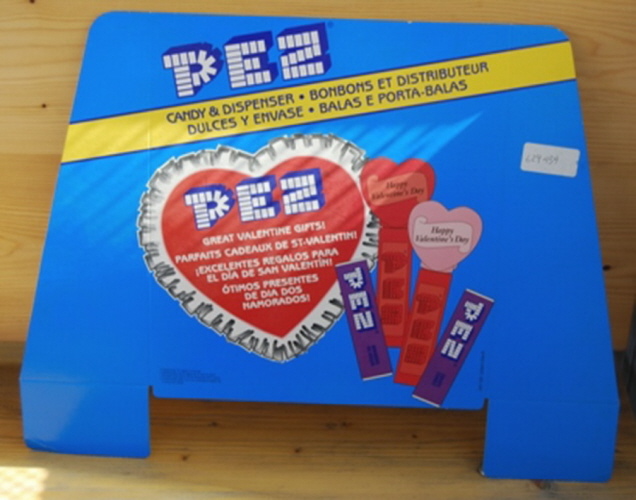 PEZ
CANDY & DISPENSER • BONBONS ET DISTRIBUTEUR
DULCES Y ENVASE • BALAS E PORTA-BALAS
PEZ
GREAT VALENTINE GIFTS!
PARFAITS CADEAUX DE ST-VALENTIN!
¡EXCELENTES REGALOS PARA
EL DÍA DE SAN VALENTÍN!
ÓTIMOS PRESENTES
DE DIA DOS
NAMORADOS!
Happy
Valentine's Day
Happy
Valentine's Day
PEZ
PEZ